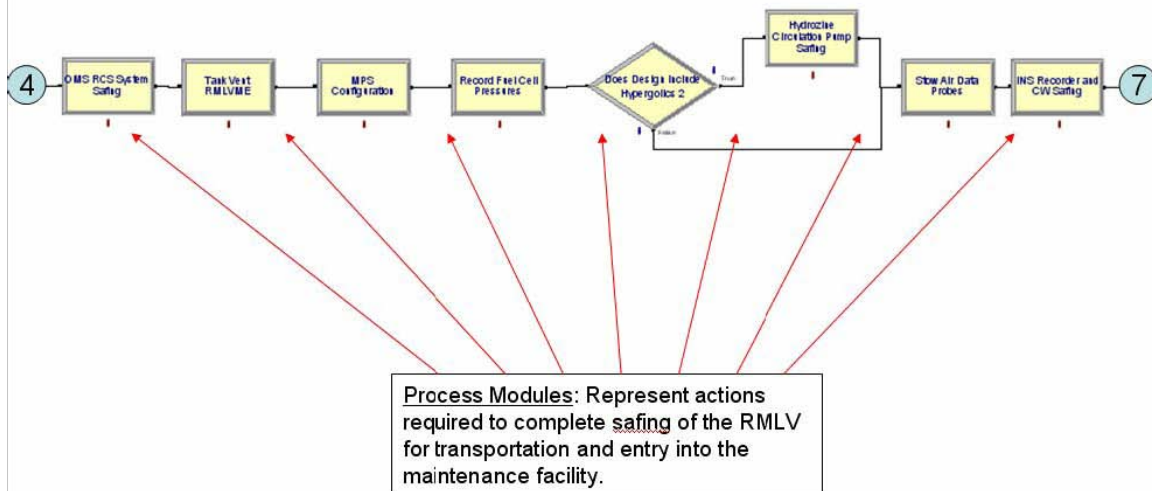 4
OMS RCS System
Safing
Tank Vent
RMLVME
MPS
Configuration
Record Fuel Cell
Pressures
Does Design Include
Hypergolics 2
True
False
Hydrozine
Circulation Pump
Safing
Stow Air Data
Probes
INS Recorder and
CW Safing
7
Process Modules: Represent actions
required to complete safing of the RMLV
for transportation and entry into the
maintenance facility.